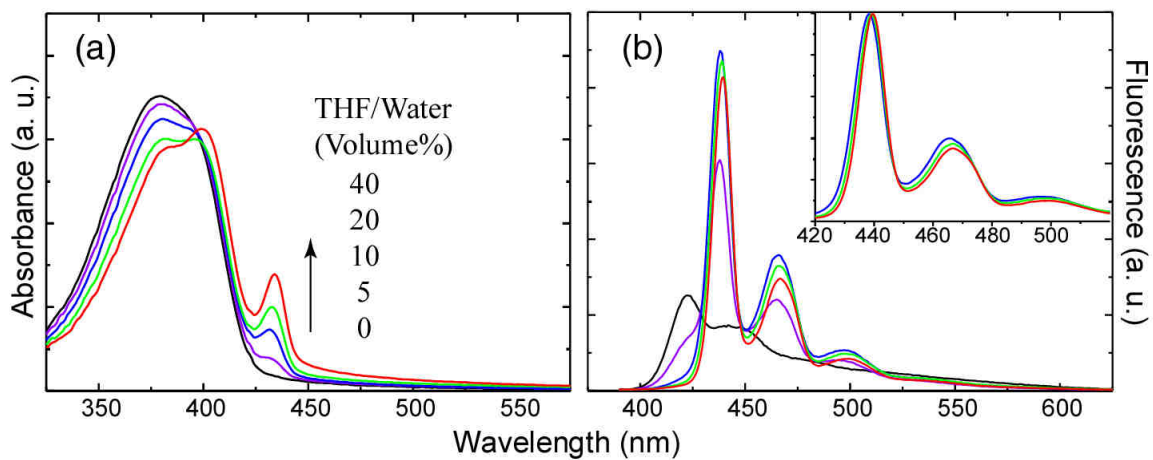 (a)
Absorbance (a. u.)
THF/Water
(Volume%)
40
20
10
5
0
350 400 450 500 550
(b)
Fluorescence (a. u.)
420 440 460 480 500
400 450 500 550 600
Wavelength (nm)